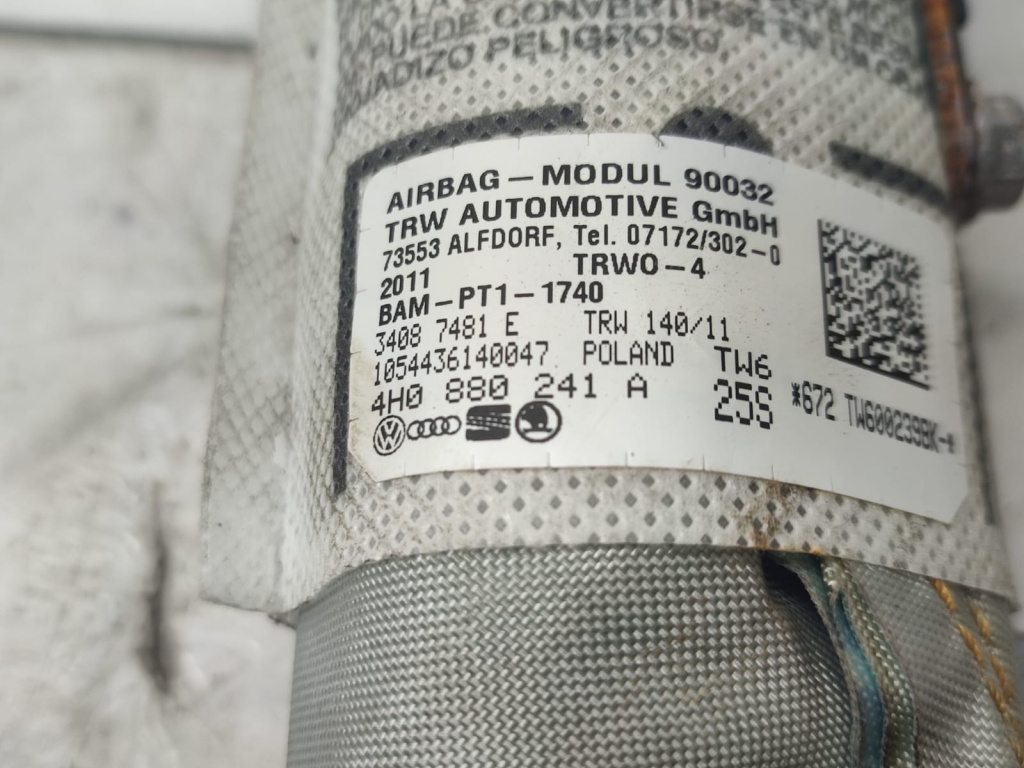 PUEDE CONVERTIRSE EN UN
PELIGROSO
AIRBAG-MODUL 90032
TRW AUTOMOTIVE GmbH
73553 ALFDORF, Tel. 07172/302-0
2011 TRWO-4
BAM-PT1-1740
3408 7481 E TRW 140/11
1054436140047 POLAND TW6
4H0 880 241 A 25S *672 TW600239BK-*